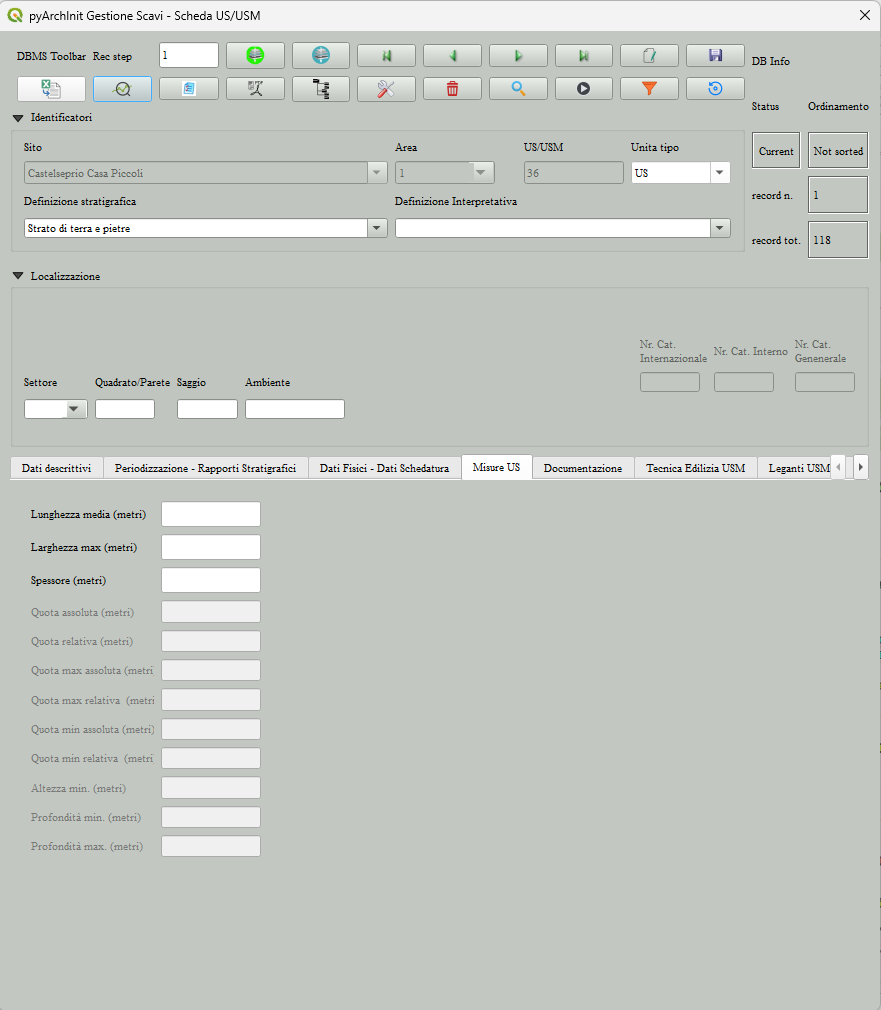 pyArchInit Gestione Scavi - Scheda US/USM
DBMS Toolbar Rec step 1
DB Info
Status Ordinamento
Identificatori
Sito Area US/USM Unita tipo
Current Not sorted
Castelseprio Casa Piccoli 1 36 US
Definizione stratigrafica Definizione Interpretativa
record n. 1
Strato di terra e pietre
record tot. 118
Localizzazione
Nr. Cat. Internazionale
Nr. Cat. Interno
Nr. Cat. Genenerale
Settore Quadrato/Parete Saggio Ambiente
Dati descrittivi Periodizzazione - Rapporti Stratigrafici Dati Fisici - Dati Schedatura Misure US Documentazione Tecnica Edilizia USM Leganti USM
Lunghezza media (metri)
Larghezza max (metri)
Spessore (metri)
Quota assoluta (metri)
Quota relativa (metri)
Quota max assoluta (metri
Quota max relativa (metri
Quota min assoluta (metri)
Quota min relativa (metri
Altezza min. (metri)
Profondità min. (metri)
Profondità max. (metri)